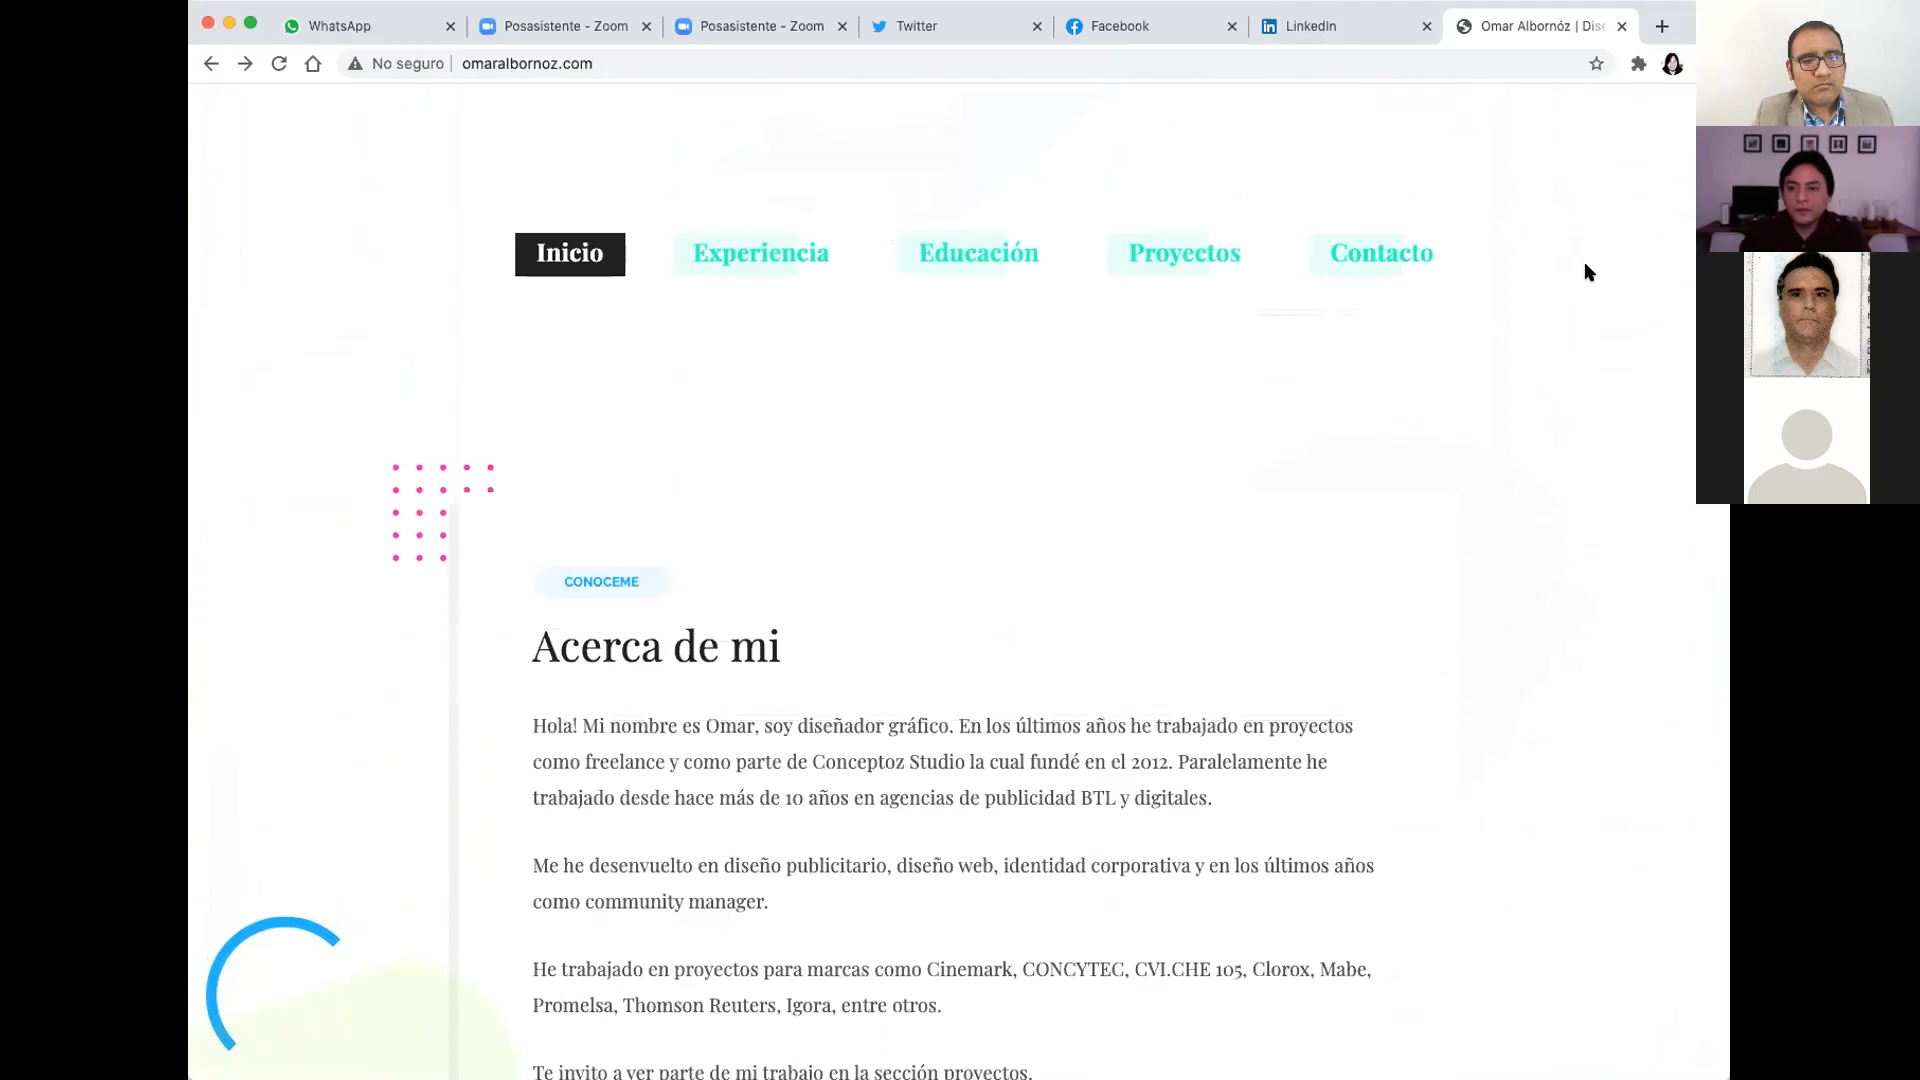 WhatsApp
Posasistente - Zoom
Posasistente - Zoom
Twitter
Facebook
LinkedIn
Omar Albornóz | Dis
No seguro
omaralbornoz.com
Inicio
Experiencia
Educación
Proyectos
Contacto
CONOCEME
Acerca de mi
Hola! Mi nombre es Omar, soy diseñador gráfico. En los últimos años he trabajado en proyectos
como freelance y como parte de Conceptoz Studio la cual fundé en el 2012. Paralelamente he
trabajado desde hace más de 10 años en agencias de publicidad BTL y digitales.
Me he desenvuelto en diseño publicitario, diseño web, identidad corporativa y en los últimos años
como community manager.
He trabajado en proyectos para marcas como Cinemark, CONCYTEC, CVI.CHE 105, Clorox, Mabe,
Promelsa, Thomson Reuters, Igora, entre otros.
Te invito a ver parte de mi trabajo en la sección proyectos.